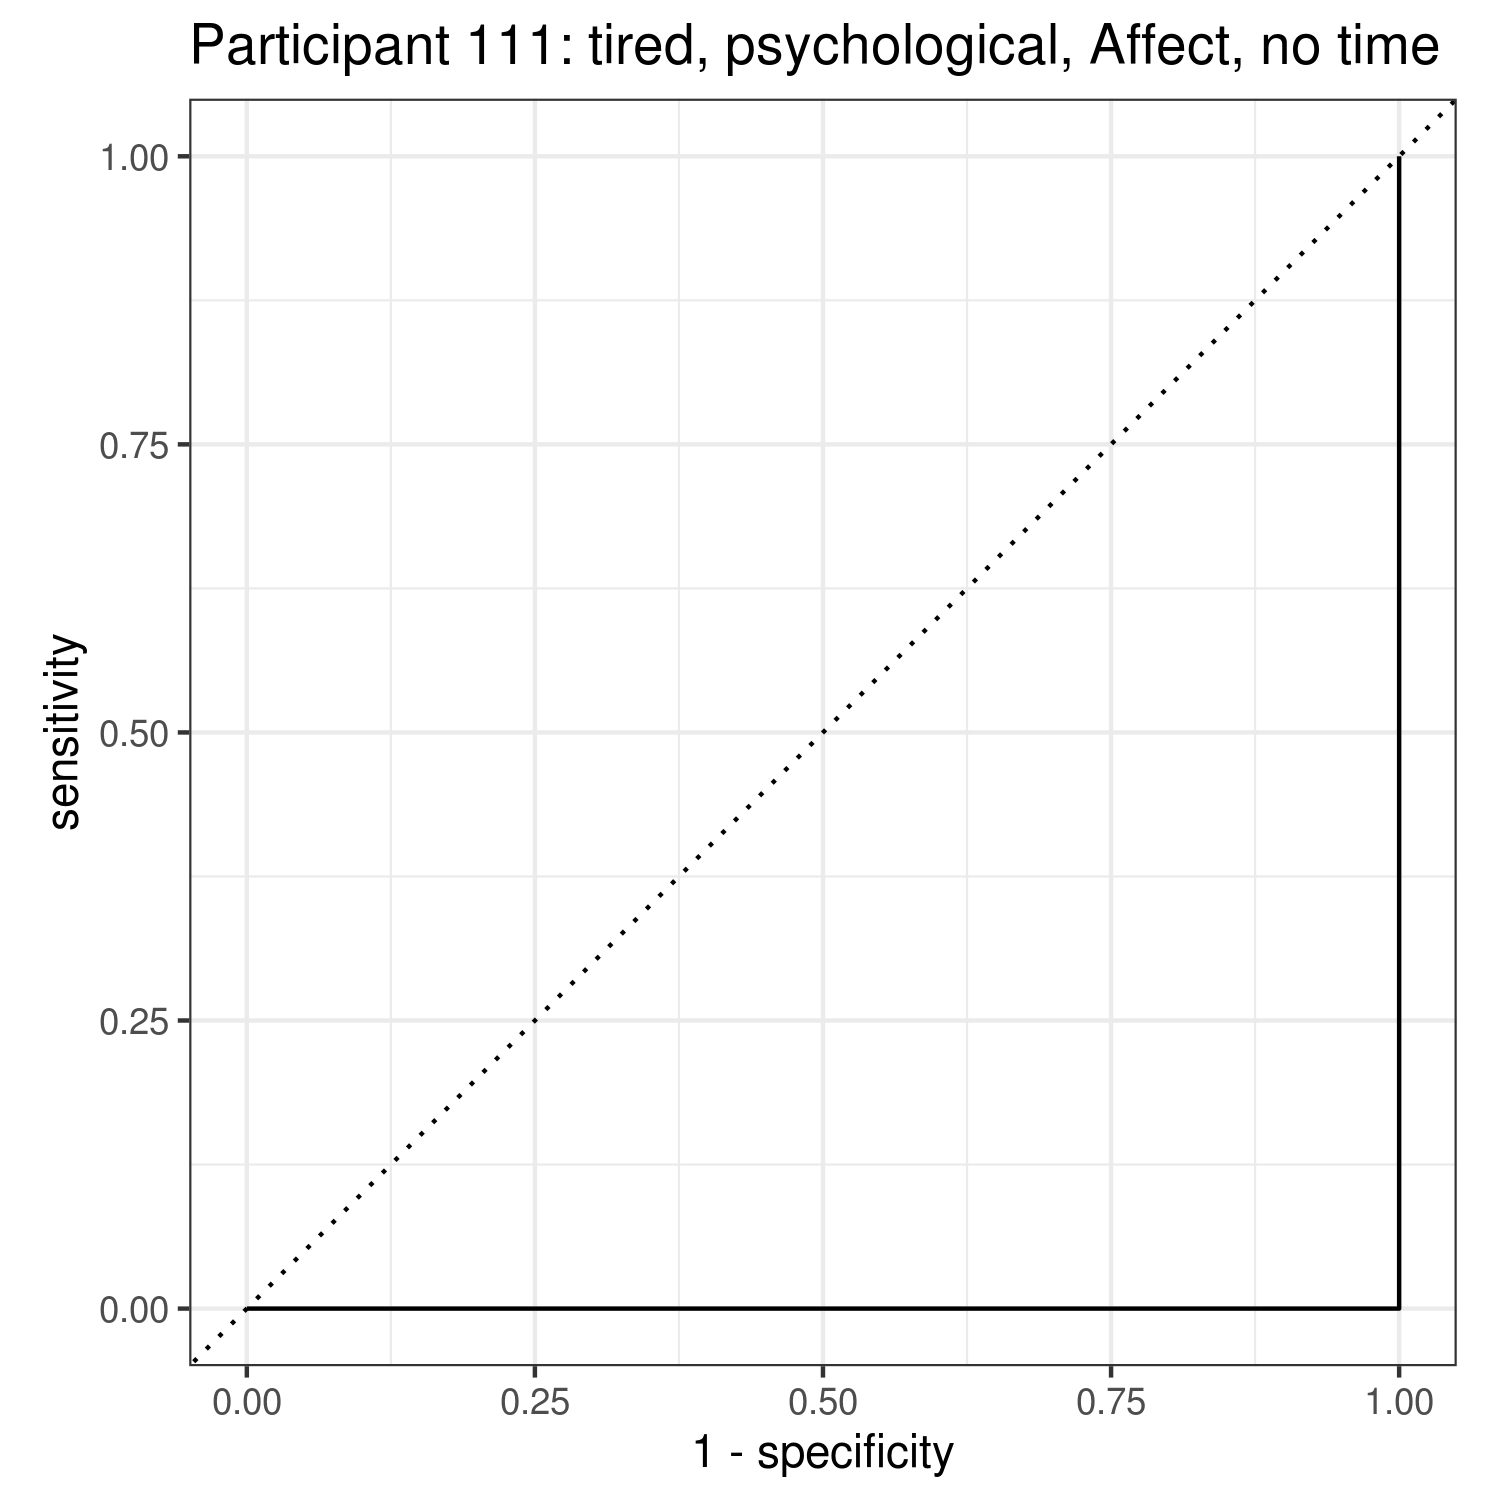 Participant 111: tired, psychological, Affect, no time
1.00
0.75
0.50
0.25
0.00
sensitivity
0.00 0.25 0.50 0.75 1.00
1 - specificity